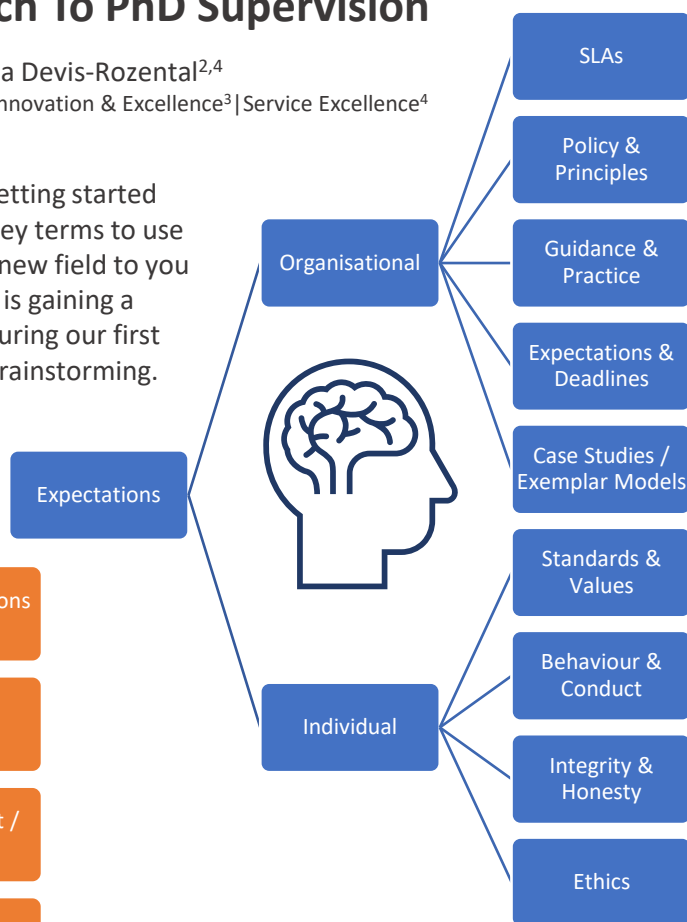 To PhD Supervision
a Devis-Rozental2,4
nnovation & Excellence3|Service Excellence4
etting started
ey terms to use
new field to you
is gaining a
uring our first
rainstorming.
Expectations
Organisational
Individual
SLAs
Policy &
Principles
Guidance &
Practice
Expectations &
Deadlines
Case Studies /
Exemplar Models
Standards &
Values
Behaviour &
Conduct
Integrity &
Honesty
Ethics
ons
t /